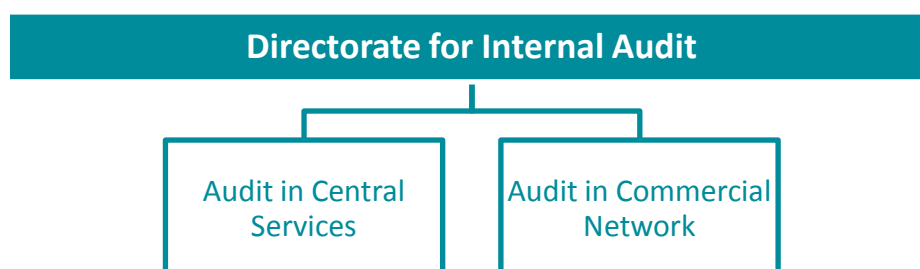 Directorate for Internal Audit
Audit in Central
Services
Audit in Commercial
Network